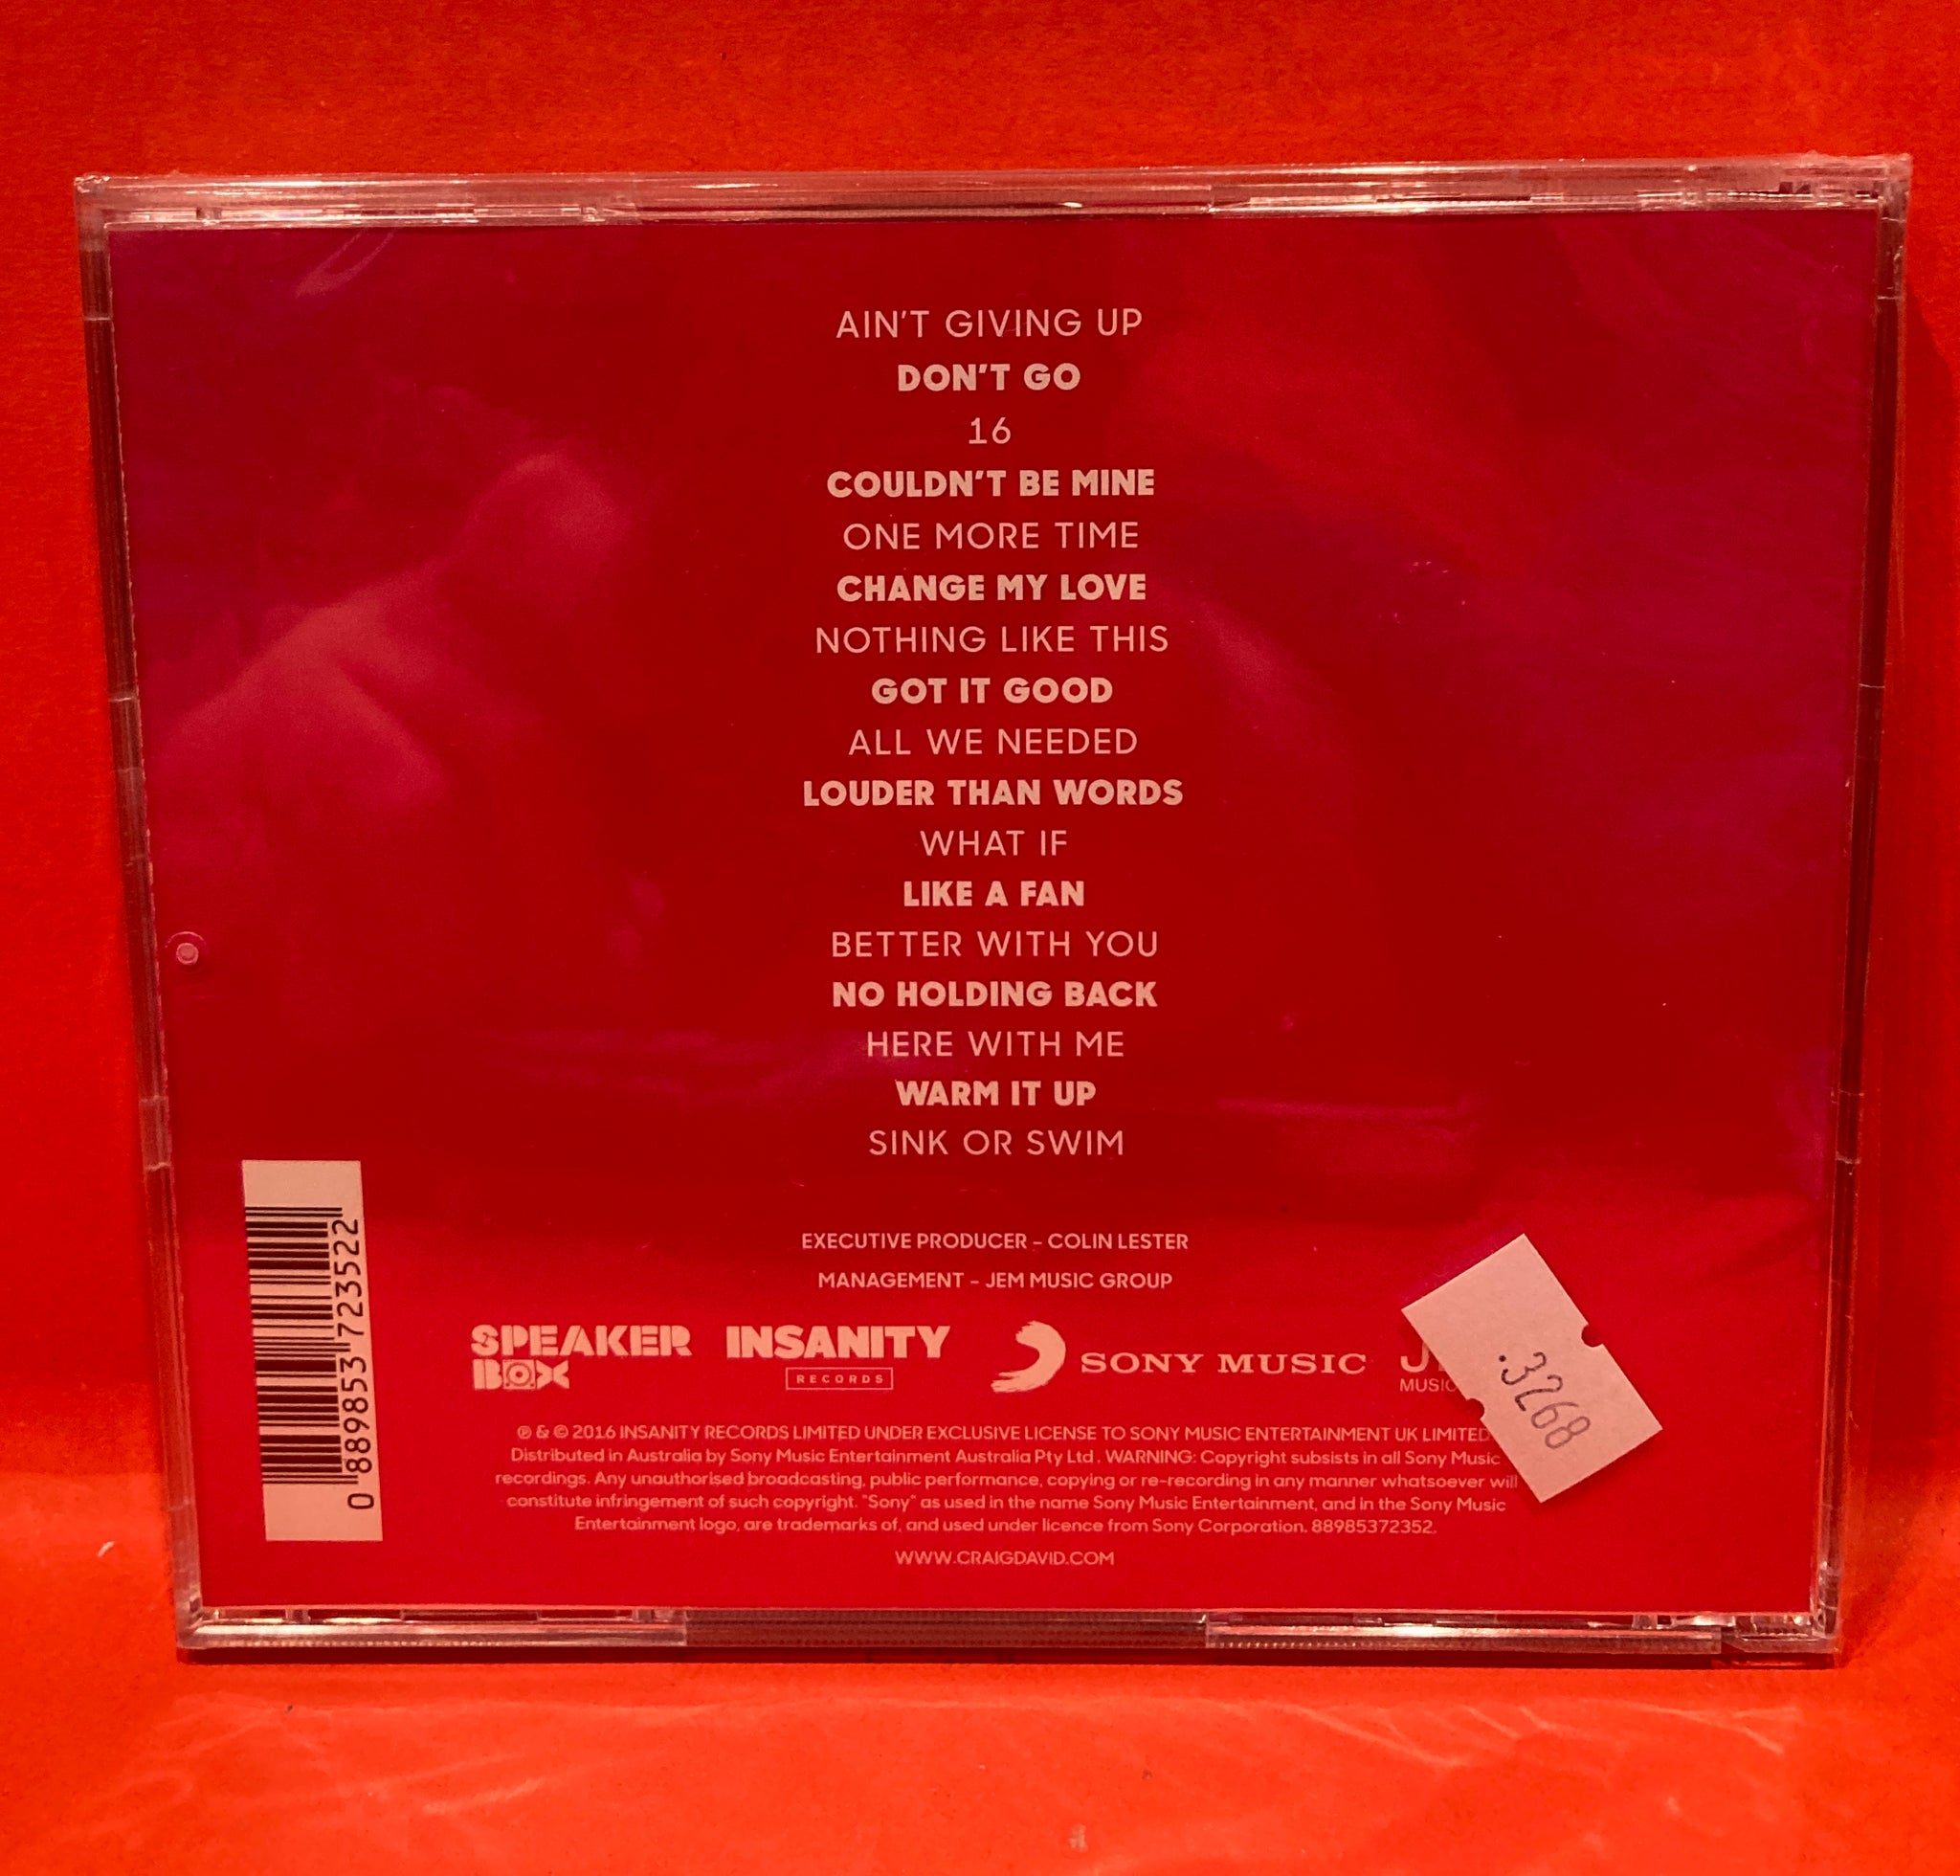 AIN'T GIVING UP
DON'T GO
16
COULDN'T BE MINE
ONE MORE TIME
CHANGE MY LOVE
NOTHING LIKE THIS
GOT IT GOOD
ALL WE NEEDED
LOUDER THAN WORDS
WHAT IF
LIKE A FAN
BETTER WITH YOU
NO HOLDING BACK
HERE WITH ME
WARM IT UP
SINK OR SWIM
EXECUTIVE PRODUCER – COLIN LESTER
MANAGEMENT – JEM MUSIC GROUP
SPEAKER
BOX
INSANITY
RECORDS
SONY MUSIC
.3268
℗ & © 2016 INSANITY RECORDS LIMITED UNDER EXCLUSIVE LICENSE TO SONY MUSIC ENTERTAINMENT UK LIMITED
Distributed in Australia by Sony Music Entertainment Australia Pty Ltd . WARNING: Copyright subsists in all Sony Music
recordings. Any unauthorised broadcasting, public performance, copying or re-recording in any manner whatsoever will
constitute infringement of such copyright. "Sony" as used in the name Sony Music Entertainment, and in the Sony Music
Entertainment logo, are trademarks of, and used under licence from Sony Corporation. 88985372352.
WWW.CRAIGDAVID.COM
0 889853 723522